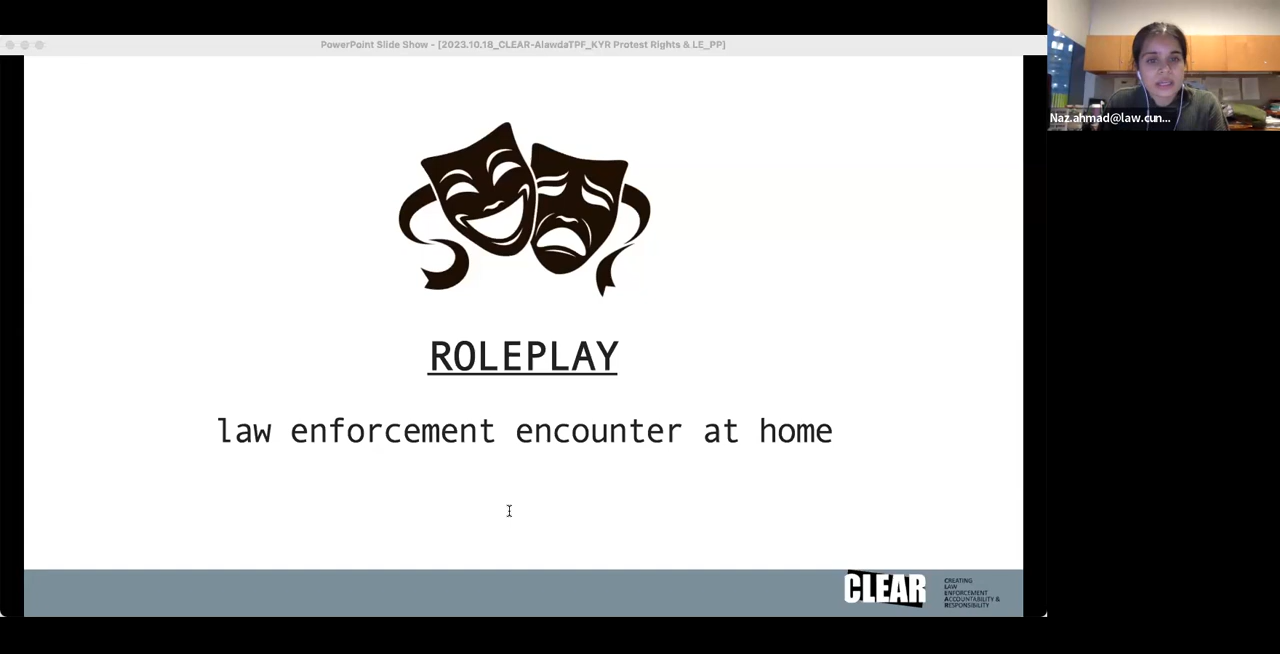 PowerPoint Slide Show - [2023.10.18_CLEAR-AlawdaTPF_KYR Protest Rights & LE_PP]
Naz.ahmad@law.cun...
ROLEPLAY
law enforcement encounter at home
CLEAR
CREATING
LAW
ENFORCEMENT
ACCOUNTABILITY &
RESPONSIBILITY